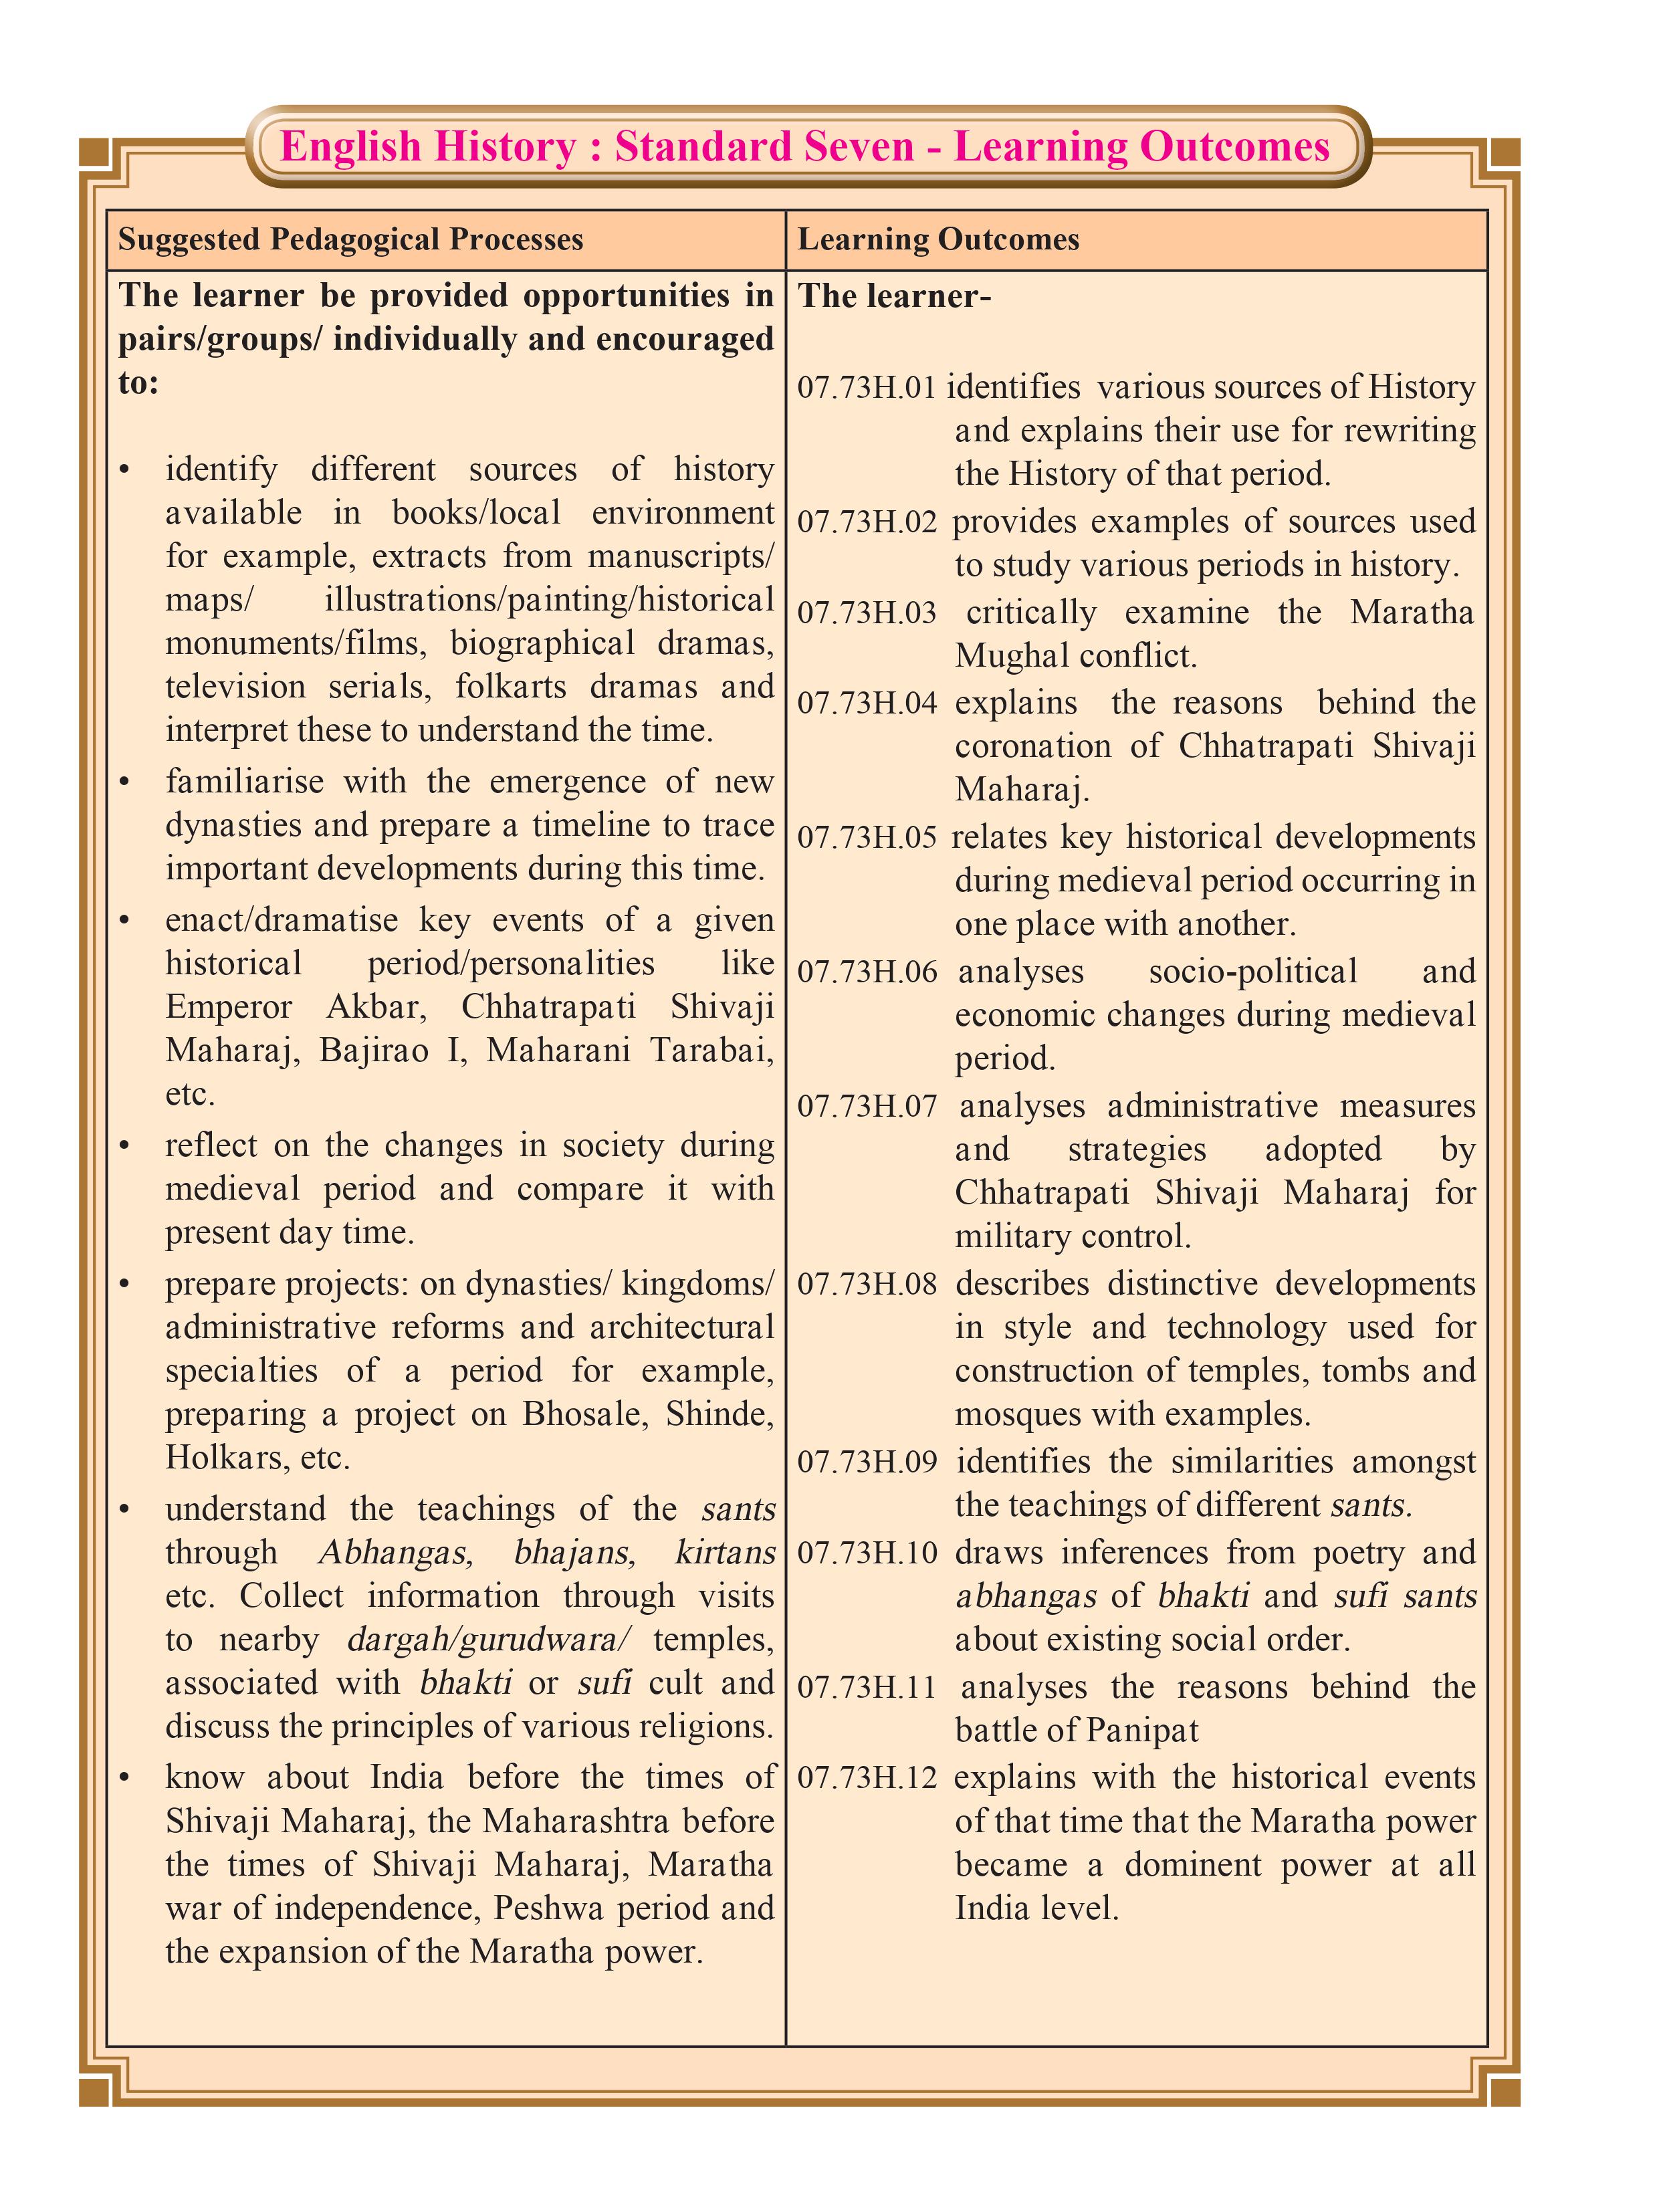 English History : Standard Seven - Learning Outcomes
Suggested Pedagogical Processes
The learner be provided opportunities in
pairs/groups/ individually and encouraged
to:
• identify different sources of history
available in books/local environment
for example, extracts from manuscripts/
maps/ illustrations/painting/historical
monuments/films, biographical dramas,
television serials, folkarts dramas and
interpret these to understand the time.
• familiarise with the emergence of new
dynasties and prepare a timeline to trace
important developments during this time.
• enact/dramatise key events of a given
historical period/personalities like
Emperor Akbar, Chhatrapati Shivaji
Maharaj, Bajirao I, Maharani Tarabai,
etc.
• reflect on the changes in society during
medieval period and compare it with
present day time.
• prepare projects: on dynasties/ kingdoms/
administrative reforms and architectural
specialties of a period for example,
preparing a project on Bhosale, Shinde,
Holkars, etc.
• understand the teachings of the sants
through Abhangas, bhajans, kirtans
etc. Collect information through visits
to nearby dargah/gurudwara/ temples,
associated with bhakti or sufi cult and
discuss the principles of various religions.
• know about India before the times of
Shivaji Maharaj, the Maharashtra before
the times of Shivaji Maharaj, Maratha
war of independence, Peshwa period and
the expansion of the Maratha power.
Learning Outcomes
The learner-
07.73H.01 identifies various sources of History
and explains their use for rewriting
the History of that period.
07.73H.02 provides examples of sources used
to study various periods in history.
07.73H.03 critically examine the Maratha
Mughal conflict.
07.73H.04 explains the reasons behind the
coronation of Chhatrapati Shivaji
Maharaj.
07.73H.05 relates key historical developments
during medieval period occurring in
one place with another.
07.73H.06 analyses socio-political and
economic changes during medieval
period.
07.73H.07 analyses administrative measures
and strategies adopted by
Chhatrapati Shivaji Maharaj for
military control.
07.73H.08 describes distinctive developments
in style and technology used for
construction of temples, tombs and
mosques with examples.
07.73H.09 identifies the similarities amongst
the teachings of different sants.
07.73H.10 draws inferences from poetry and
abhangas of bhakti and sufi sants
about existing social order.
07.73H.11 analyses the reasons behind the
battle of Panipat
07.73H.12 explains with the historical events
of that time that the Maratha power
became a dominent power at all
India level.